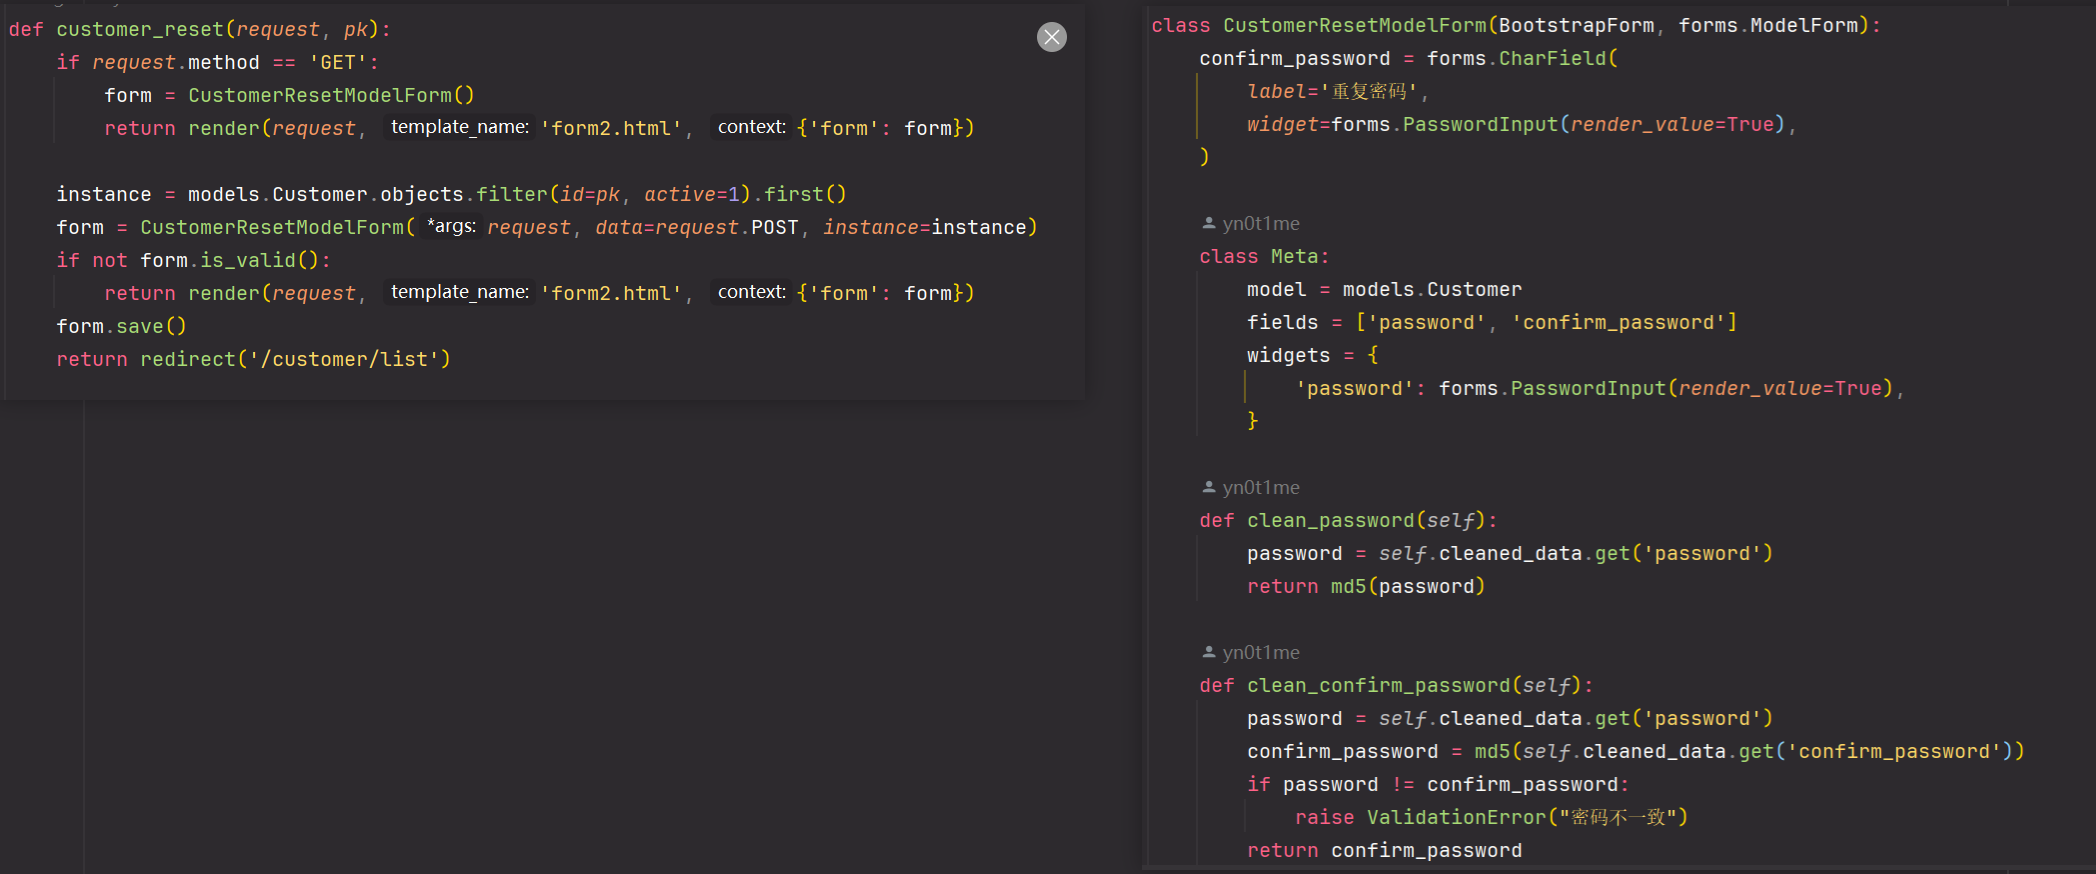 def customer_reset(request, pk):
if request.method == 'GET':
form = CustomerResetModelForm()
return render(request, template_name: 'form2.html', context: {'form': form})
instance = models.Customer.objects.filter(id=pk, active=1).first()
form = CustomerResetModelForm( *args: request, data=request.POST, instance=instance)
if not form.is_valid():
return render(request, template_name: 'form2.html', context: {'form': form})
form.save()
return redirect('/customer/list')
class CustomerResetModelForm(BootstrapForm, forms.ModelForm):
confirm_password = forms.CharField(
label='重复密码',
widget=forms.PasswordInput(render_value=True),
)
yn0t1me
class Meta:
model = models.Customer
fields = ['password', 'confirm_password']
widgets = {
'password': forms.PasswordInput(render_value=True),
}
yn0t1me
def clean_password(self):
password = self.cleaned_data.get('password')
return md5(password)
yn0t1me
def clean_confirm_password(self):
password = self.cleaned_data.get('password')
confirm_password = md5(self.cleaned_data.get('confirm_password'))
if password != confirm_password:
raise ValidationError("密码不一致")
return confirm_password